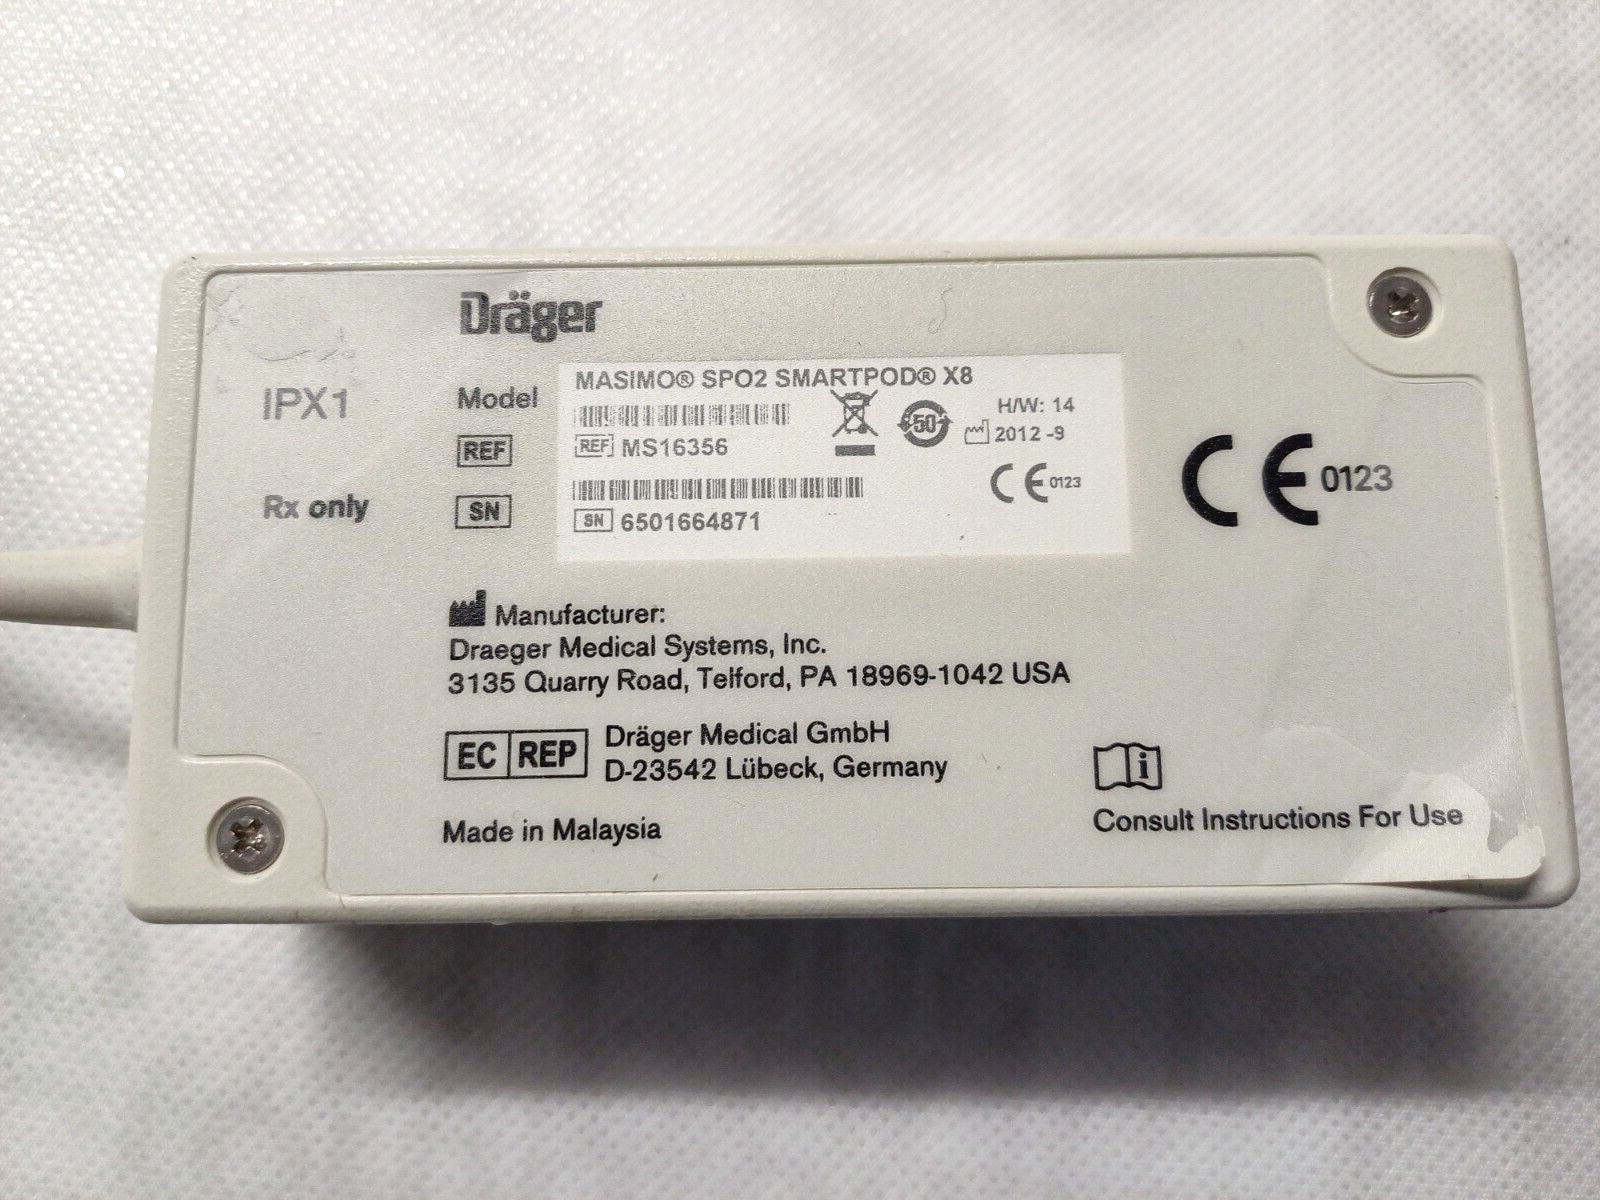 Dräger
IPX1
Rx only
Model
REF
SN
MASIMO® SPO2 SMARTPOD® X8
REF MS16356
SN 6501664871
50
H/W: 14
2012 -9
CE 0123
CE 0123
Manufacturer:
Draeger Medical Systems, Inc.
3135 Quarry Road, Telford, PA 18969-1042 USA
EC REP
Dräger Medical GmbH
D-23542 Lübeck, Germany
Made in Malaysia
i
Consult Instructions For Use